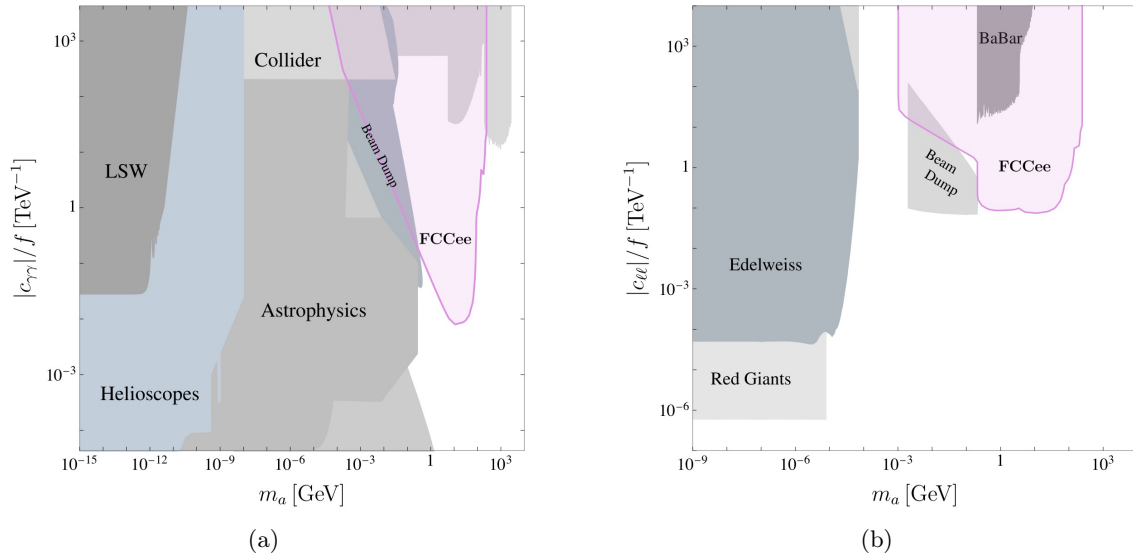 10³
1
10⁻³
|c_γγ|/f [TeV⁻¹]
Collider
LSW
Beam Dump
FCCee
Astrophysics
Helioscopes
10⁻¹⁵ 10⁻¹² 10⁻⁹ 10⁻⁶ 10⁻³ 1 10³
m_a [GeV]
(a)
10³
1
10⁻³
10⁻⁶
|c_ℓℓ|/f [TeV⁻¹]
BaBar
Beam
Dump
FCCee
Edelweiss
Red Giants
10⁻⁹ 10⁻⁶ 10⁻³ 1 10³
m_a [GeV]
(b)